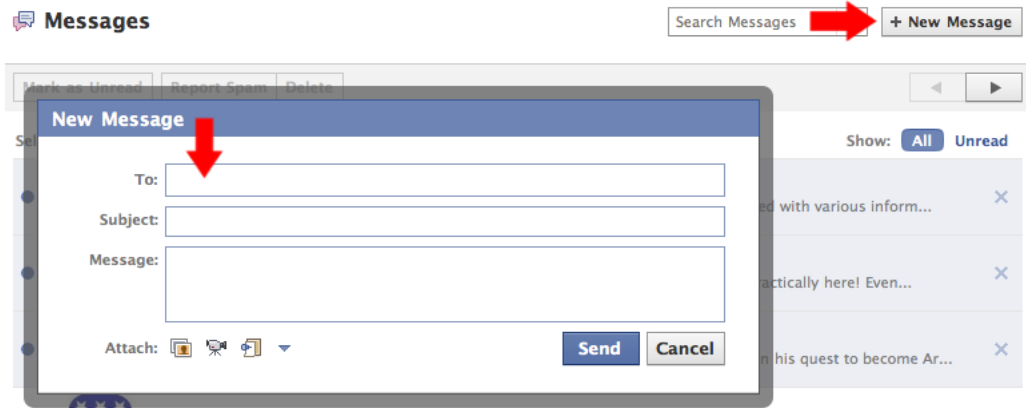 Messages
Search Messages
+ New Message
Mark as Unread Report Spam Delete
New Message
Sel
Show: All Unread
To:
ed with various inform...
Subject:
Message:
ractically here! Even...
Attach:
Send Cancel
n his quest to become Ar...